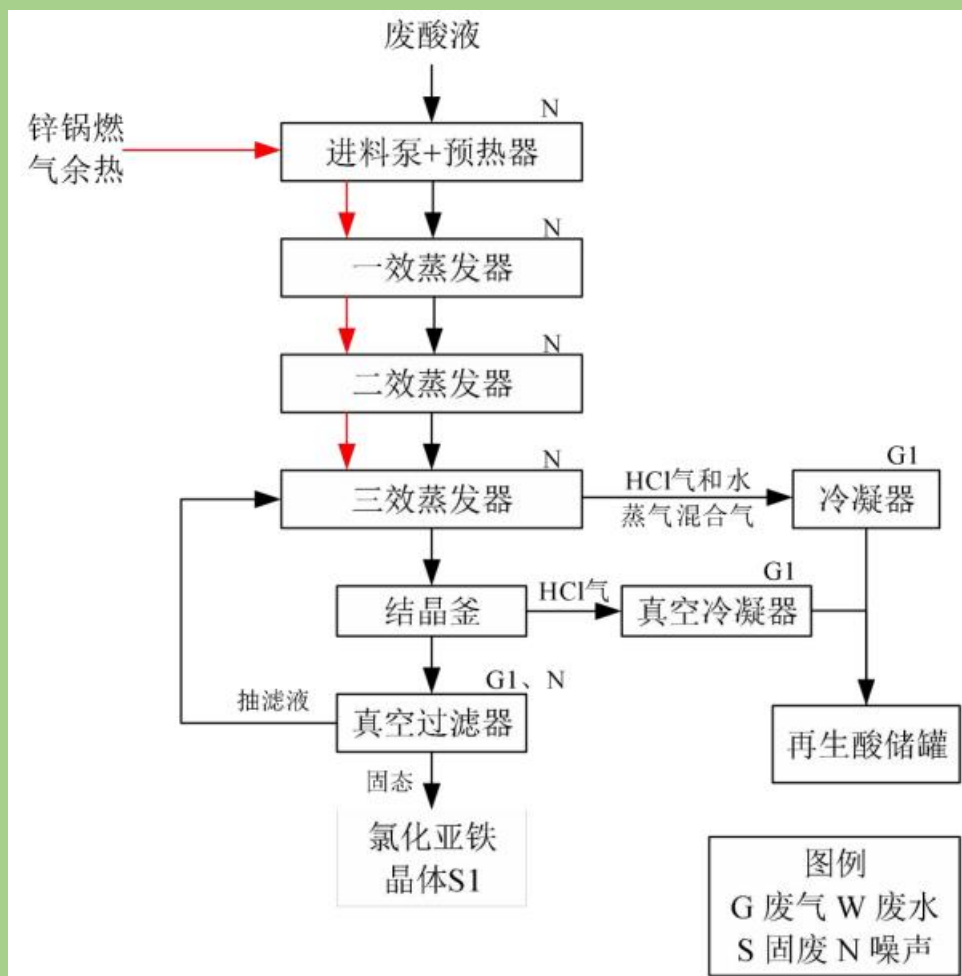 废酸液
N
锌锅燃
气余热
进料泵+预热器
N
一效蒸发器
N
二效蒸发器
N
三效蒸发器
HCl气和水
蒸气混合气
G1
冷凝器
结晶釜
HCl气
G1
真空冷凝器
G1、N
抽滤液
真空过滤器
再生酸储罐
固态
氯化亚铁
晶体S1
图例
G 废气 W 废水
S 固废 N 噪声